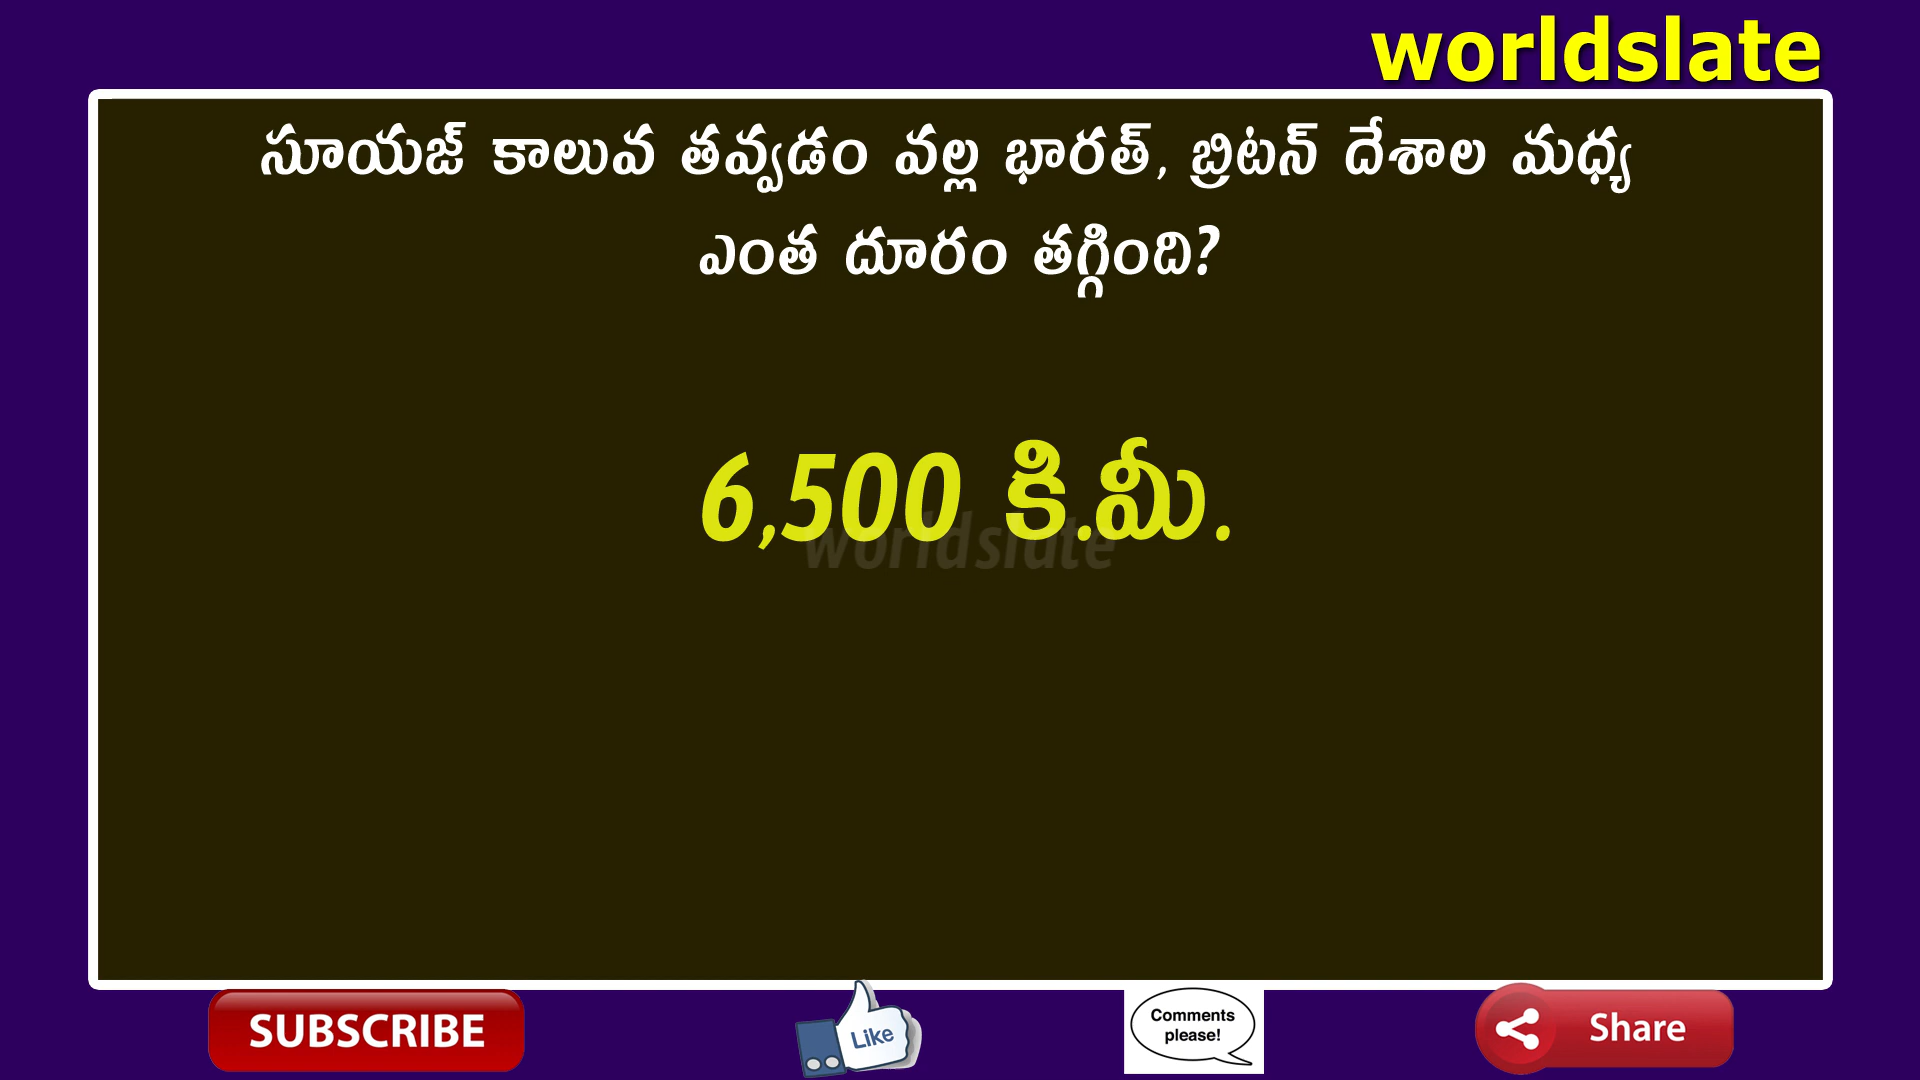 worldslate
సూయజ్ కాలువ తవ్వడం వల్ల భారత్, బ్రిటన్ దేశాల మధ్య
ఎంత దూరం తగ్గింది?
6,500 కి.మీ.
worldslate
SUBSCRIBE
Like
Comments
please!
Share